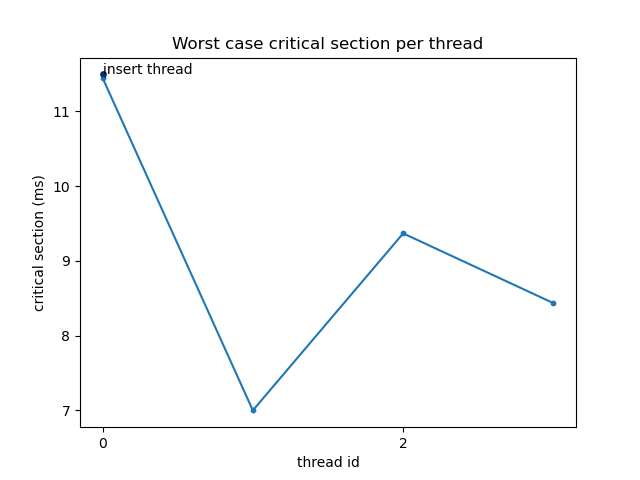 Worst case critical section per thread
insert thread
11
10
9
8
7
critical section (ms)
0
2
thread id